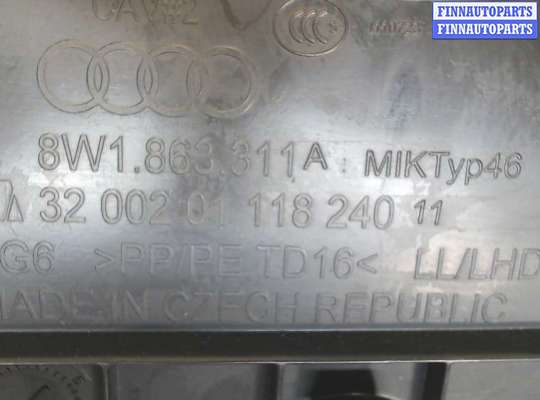 FINNAUTOPARTS
FINNAUTOPARTS
8W1.863.311A MIKTyp46
32 002 01 118 240 11
G6 >PP/PE TD16< LL/LHD
MADE IN CZECH REPUBLIC